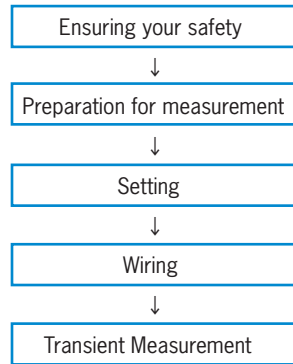 Ensuring your safety
↓
Preparation for measurement
↓
Setting
↓
Wiring
↓
Transient Measurement